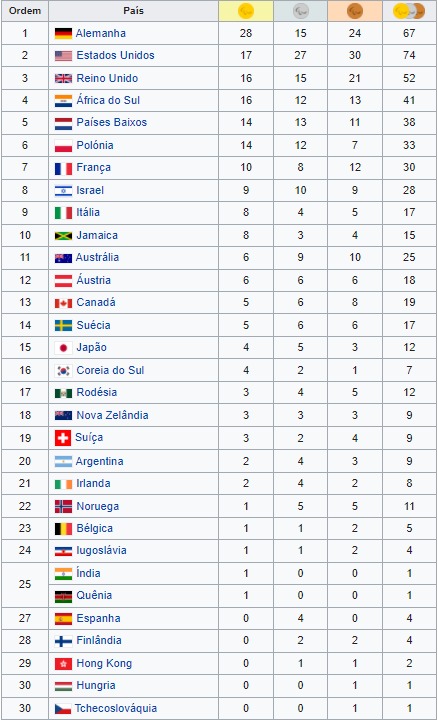 Ordem País
1 Alemanha 28 15 24 67
2 Estados Unidos 17 27 30 74
3 Reino Unido 16 15 21 52
4 África do Sul 16 12 13 41
5 Países Baixos 14 13 11 38
6 Polónia 14 12 7 33
7 França 10 8 12 30
8 Israel 9 10 9 28
9 Itália 8 4 5 17
10 Jamaica 8 3 4 15
11 Austrália 6 9 10 25
12 Áustria 6 6 6 18
13 Canadá 5 6 8 19
14 Suécia 5 6 6 17
15 Japão 4 5 3 12
16 Coreia do Sul 4 2 1 7
17 Rodésia 3 4 5 12
18 Nova Zelândia 3 3 3 9
19 Suíça 3 2 4 9
20 Argentina 2 4 3 9
21 Irlanda 2 4 2 8
22 Noruega 1 5 5 11
23 Bélgica 1 1 2 5
24 Iugoslávia 1 1 2 4
25 Índia 1 0 0 1
Quênia 1 0 0 1
27 Espanha 0 4 0 4
28 Finlândia 0 2 2 4
29 Hong Kong 0 1 1 2
30 Hungria 0 0 1 1
30 Tchecoslováquia 0 0 1 1